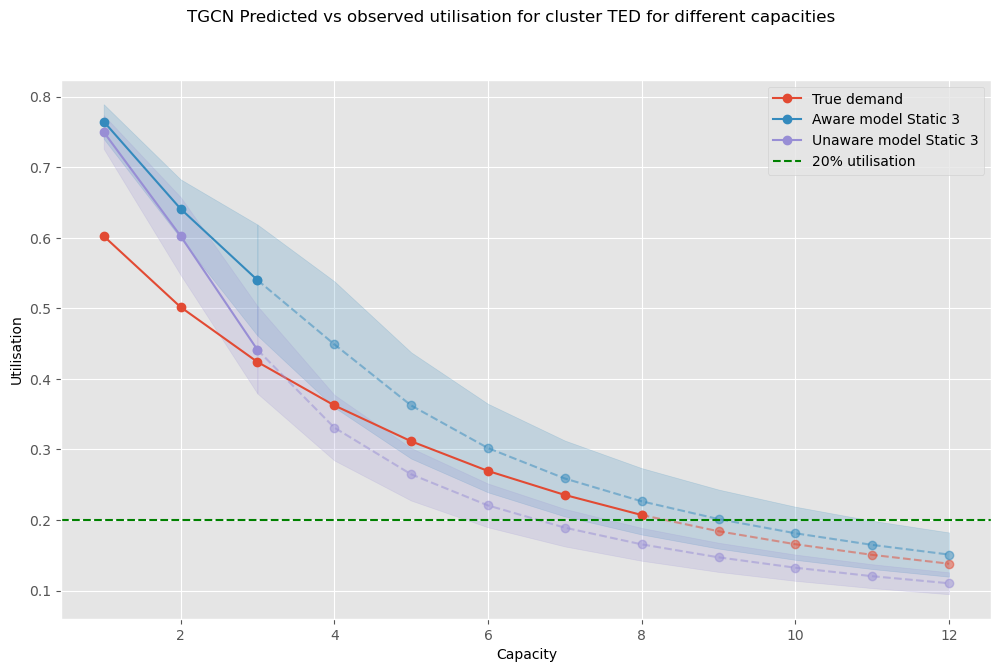 TGCN Predicted vs observed utilisation for cluster TED for different capacities
True demand
Aware model Static 3
Unaware model Static 3
20% utilisation
Utilisation
0.8
0.7
0.6
0.5
0.4
0.3
0.2
0.1
2 4 6 8 10 12
Capacity